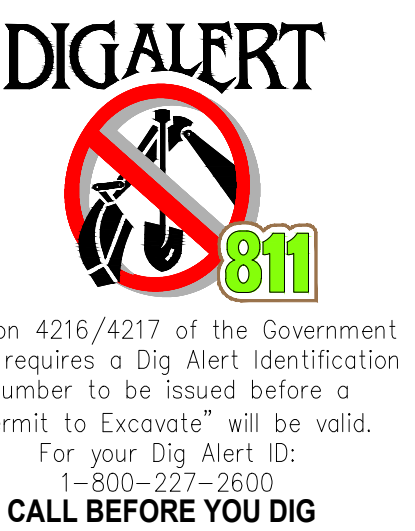 DIGALERT
811
on 4216/4217 of the Government
requires a Dig Alert Identification
umber to be issued before a
ermit to Excavate" will be valid.
For your Dig Alert ID:
1-800-227-2600
CALL BEFORE YOU DIG